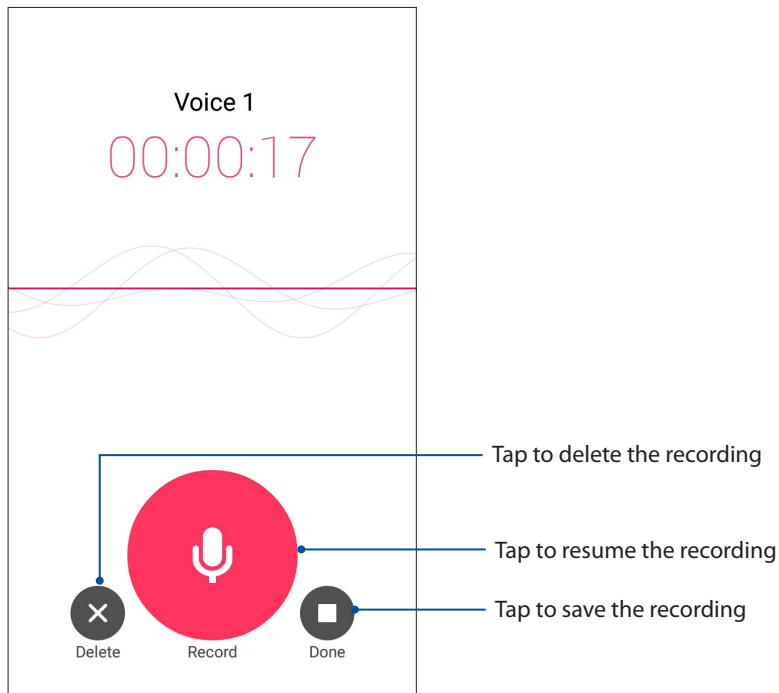 Voice 1
00:00:17
Tap to delete the recording
Tap to resume the recording
Tap to save the recording
Delete
Record
Done